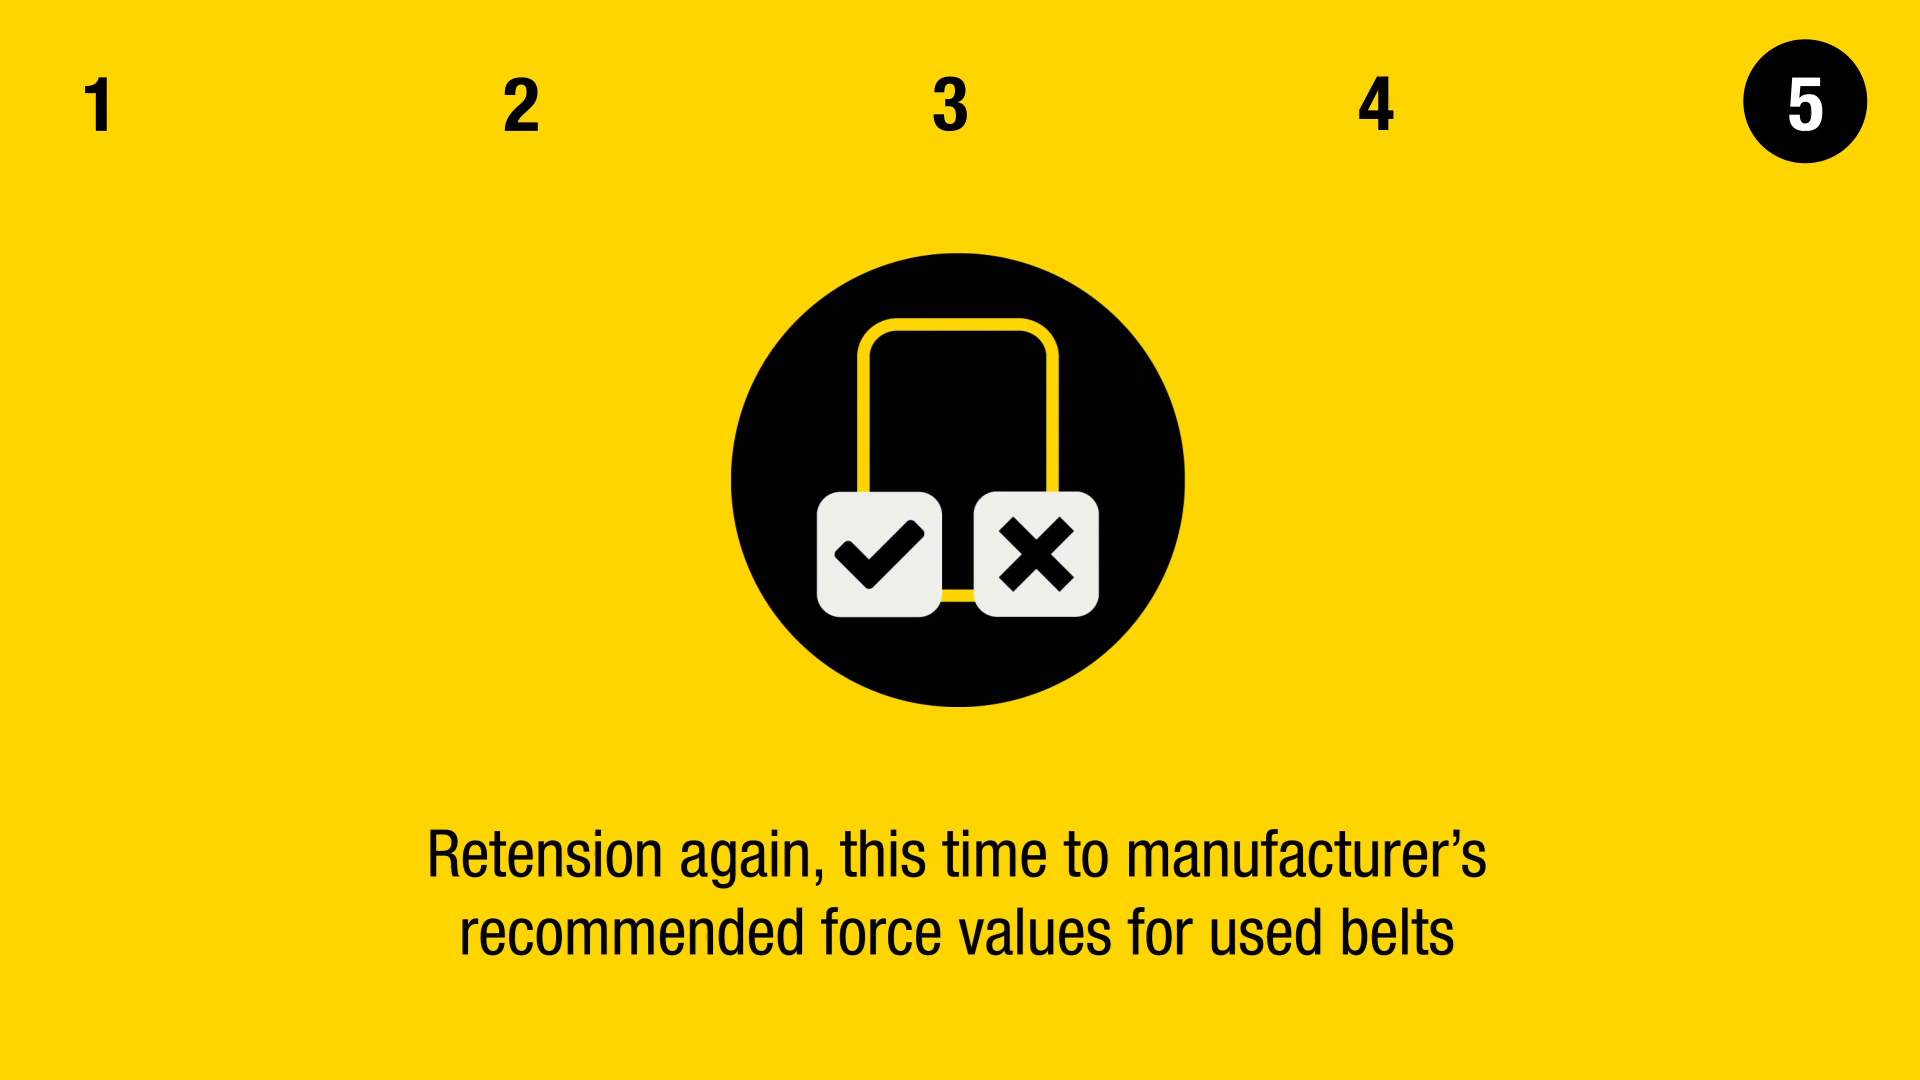 1 2 3 4 5
Retension again, this time to manufacturer’s
recommended force values for used belts